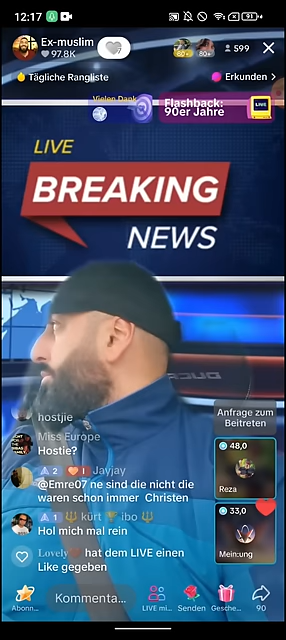 12:17
91
Ex-muslim
97.8K
60+
80+
599
Tägliche Rangliste
Erkunden
Vielen Dank
Flashback:
90er Jahre
LIVE
LIVE
BREAKING
NEWS
hostjie
Miss Europe
Hostie?
2 1 Jayjay
@Emre07 ne sind die nicht die
waren schon immer Christen
1 kürt ibo
Hol mich mal rein
Lovely hat dem LIVE einen
Like gegeben
Anfrage zum
Beitreten
48,0
Reza
33,0
Mein:ung
Abonn...
Kommenta...
LIVE mi...
Senden
Gesche...
90